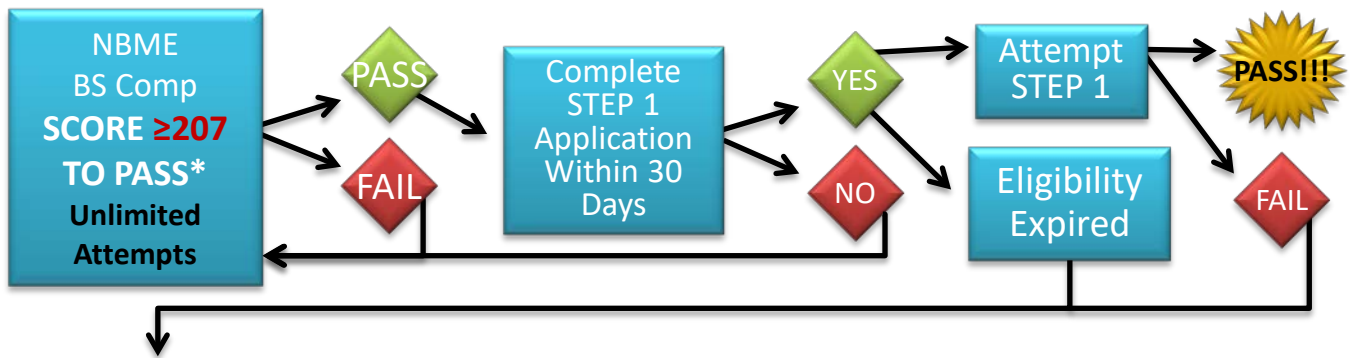 NBME
BS Comp
SCORE ≥207
TO PASS*
Unlimited
Attempts
PASS
FAIL
Complete
STEP 1
Application
Within 30
Days
YES
NO
Attempt
STEP 1
Eligibility
Expired
PASS!!!
FAIL